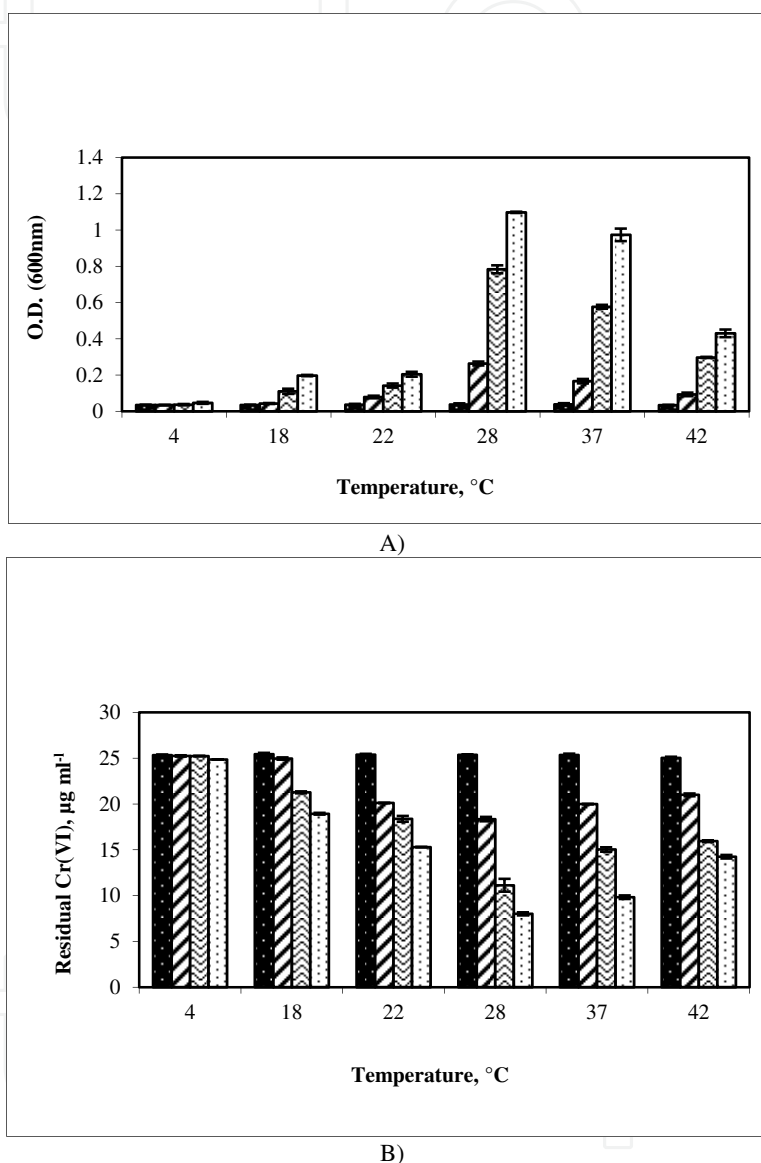 1.4
1.2
1
0.8
0.6
0.4
0.2
0
O.D. (600nm)
4 18 22 28 37 42
Temperature, °C
A)
30
25
20
15
10
5
0
Residual Cr(VI), µg ml⁻¹
4 18 22 28 37 42
Temperature, °C
B)